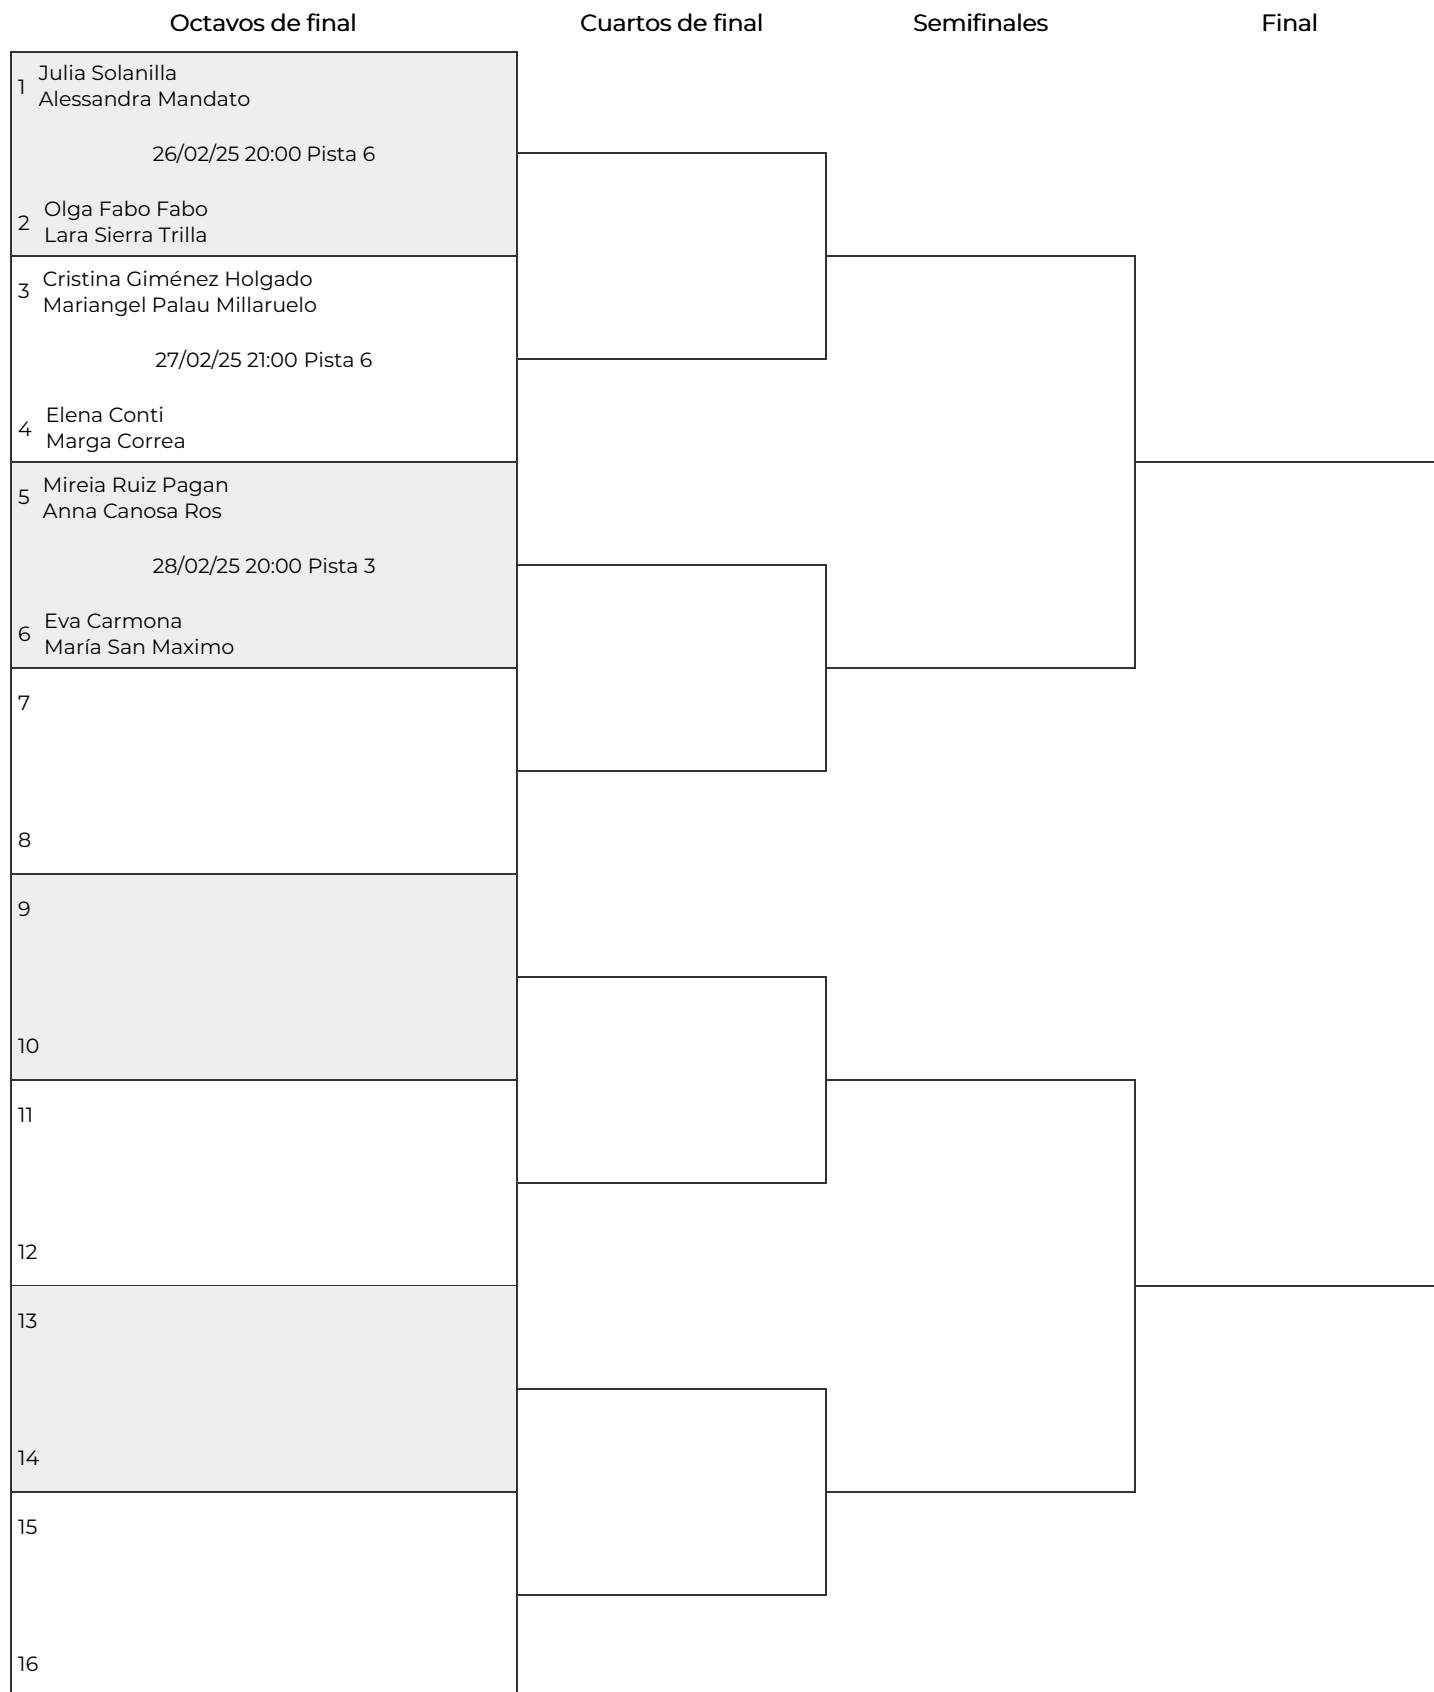 Octavos de final
Cuartos de final
Semifinales
Final
1
Julia Solanilla
Alessandra Mandato
26/02/25 20:00 Pista 6
2
Olga Fabo Fabo
Lara Sierra Trilla
3
Cristina Giménez Holgado
Mariangel Palau Millaruelo
27/02/25 21:00 Pista 6
4
Elena Conti
Marga Correa
5
Mireia Ruiz Pagan
Anna Canosa Ros
28/02/25 20:00 Pista 3
6
Eva Carmona
María San Maximo
7
8
9
10
11
12
13
14
15
16